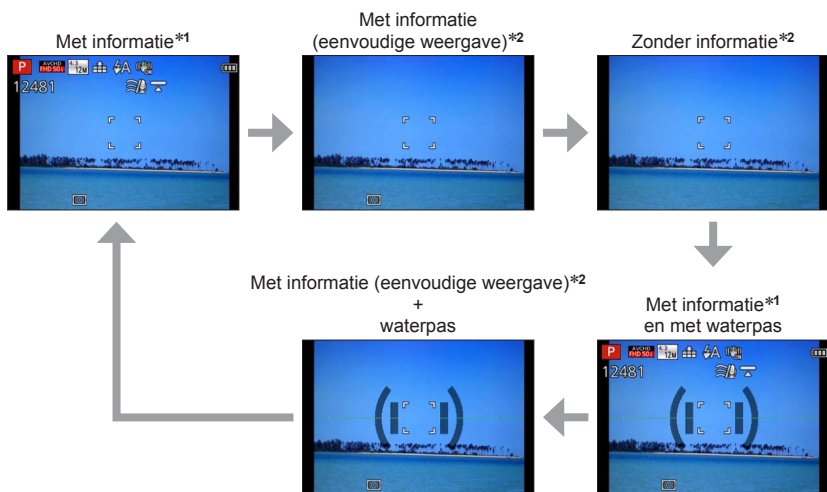 Met informatie*1
Met informatie
(eenvoudige weergave)*2
Zonder informatie*2
P AVCHD FHD 50i 4:3 12M ⚡A
12481
Met informatie (eenvoudige weergave)*2
+
waterpas
Met informatie*1
en met waterpas
P AVCHD FHD 50i 4:3 12M ⚡A
12481